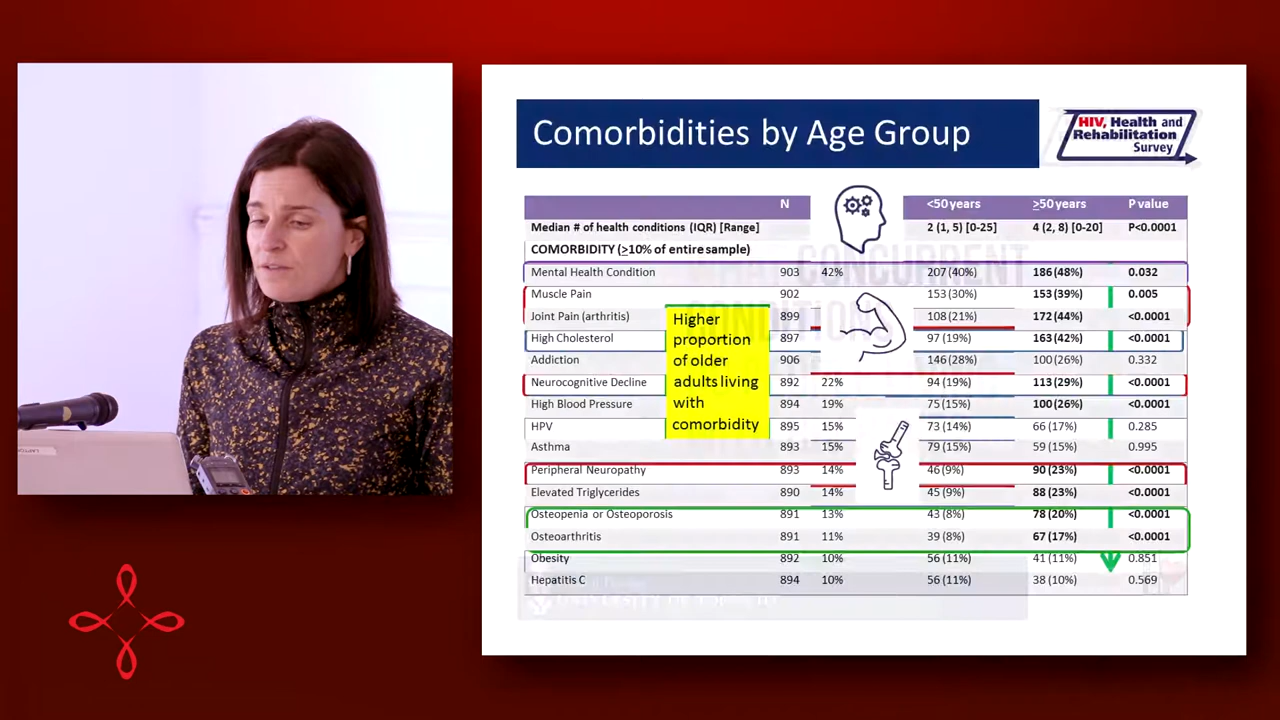 Comorbidities by Age Group
HIV, Health and
Rehabilitation
Survey
N <50 years ≥50 years P value
Median # of health conditions (IQR) [Range] 2 (1, 5) [0-25] 4 (2, 8) [0-20] P<0.0001
COMORBIDITY (≥10% of entire sample)
Mental Health Condition 903 42% 207 (40%) 186 (48%) 0.032
Muscle Pain 902 153 (30%) 153 (39%) 0.005
Joint Pain (arthritis) 899 108 (21%) 172 (44%) <0.0001
High Cholesterol 897 97 (19%) 163 (42%) <0.0001
Addiction 906 146 (28%) 100 (26%) 0.332
Neurocognitive Decline 892 22% 94 (19%) 113 (29%) <0.0001
High Blood Pressure 894 19% 75 (15%) 100 (26%) <0.0001
HPV 895 15% 73 (14%) 66 (17%) 0.285
Asthma 893 15% 79 (15%) 59 (15%) 0.995
Peripheral Neuropathy 893 14% 46 (9%) 90 (23%) <0.0001
Elevated Triglycerides 890 14% 45 (9%) 88 (23%) <0.0001
Osteopenia or Osteoporosis 891 13% 43 (8%) 78 (20%) <0.0001
Osteoarthritis 891 11% 39 (8%) 67 (17%) <0.0001
Obesity 892 10% 56 (11%) 41 (11%) 0.851
Hepatitis C 894 10% 56 (11%) 38 (10%) 0.569
Higher
proportion
of older
adults living
with
comorbidity
CONCURRENT
CONDITIONS